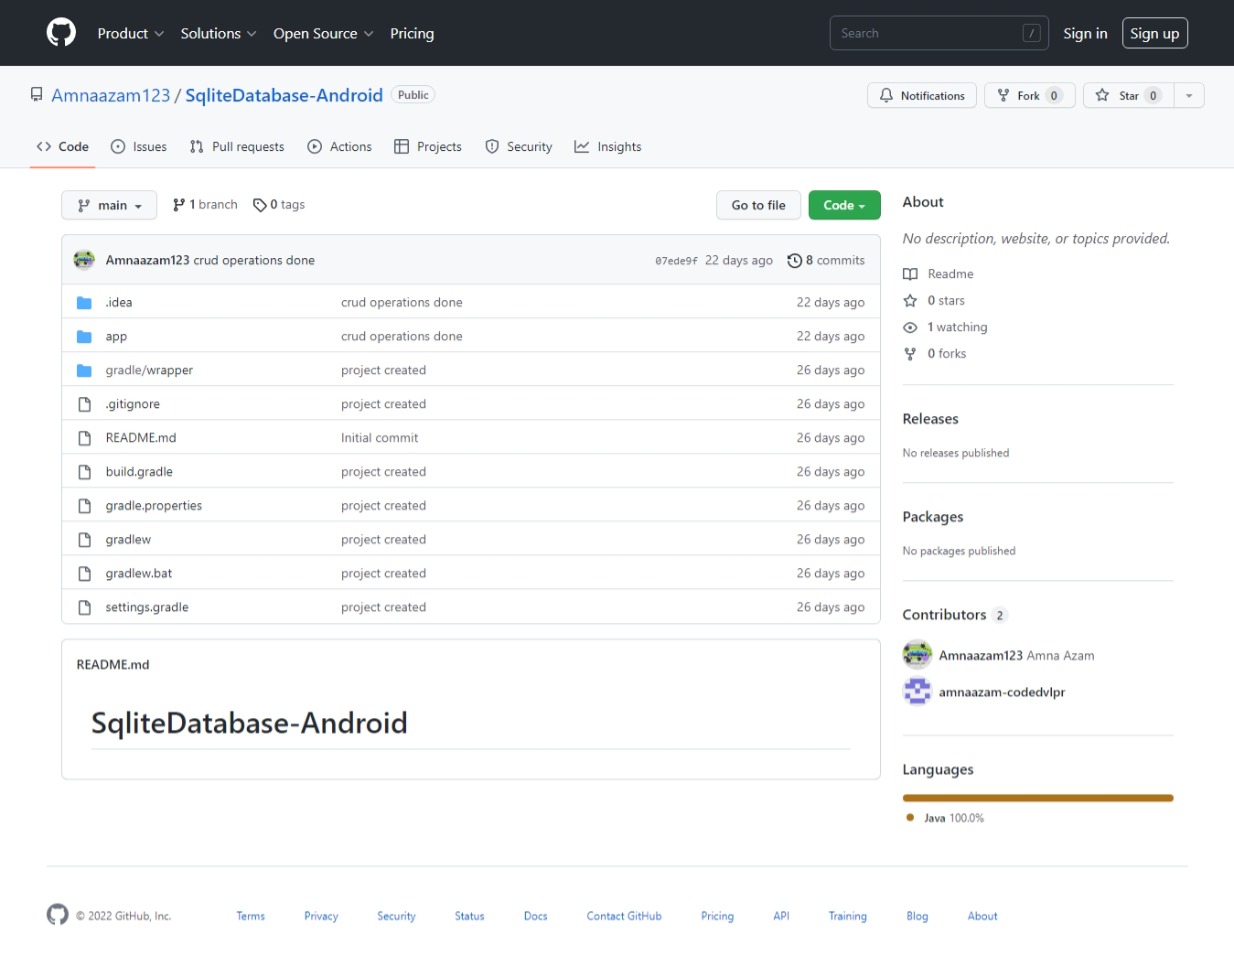 Product Solutions Open Source Pricing Search / Sign in Sign up
Amnaazam123 / SqliteDatabase-Android Public Notifications Fork 0 Star 0
Code Issues Pull requests Actions Projects Security Insights
main 1 branch 0 tags Go to file Code
Amnaazam123 crud operations done 07ede9f 22 days ago 8 commits
.idea crud operations done 22 days ago
app crud operations done 22 days ago
gradle/wrapper project created 26 days ago
.gitignore project created 26 days ago
README.md Initial commit 26 days ago
build.gradle project created 26 days ago
gradle.properties project created 26 days ago
gradlew project created 26 days ago
gradlew.bat project created 26 days ago
settings.gradle project created 26 days ago
README.md
SqliteDatabase-Android
About
No description, website, or topics provided.
Readme
0 stars
1 watching
0 forks
Releases
No releases published
Packages
No packages published
Contributors 2
Amnaazam123 Amna Azam
amnaazam-codedvlpr
Languages
Java 100.0%
© 2022 GitHub, Inc. Terms Privacy Security Status Docs Contact GitHub Pricing API Training Blog About